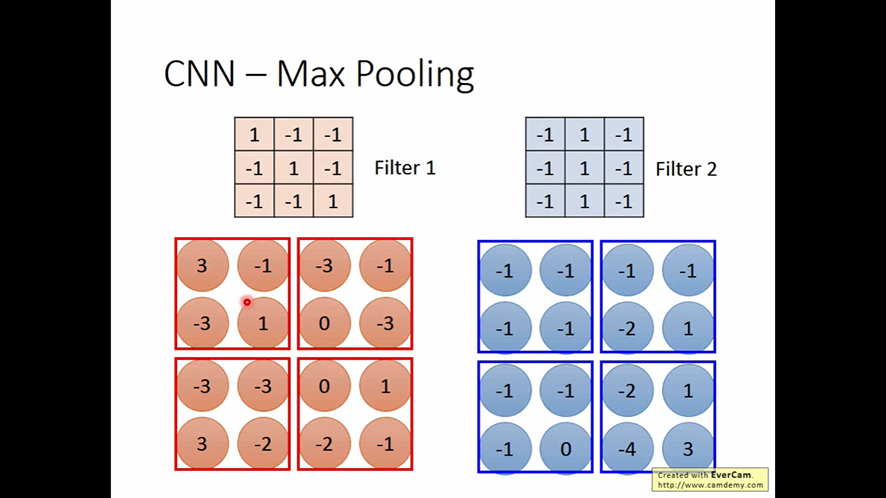 CNN – Max Pooling
1 -1 -1
-1 1 -1
-1 -1 1
Filter 1
-1 1 -1
-1 1 -1
-1 1 -1
Filter 2
3 -1 -3 -1
-3 1 0 -3
-3 -3 0 1
3 -2 -2 -1
-1 -1 -1 -1
-1 -1 -2 1
-1 -1 -2 1
-1 0 -4 3
Created with EverCam.
http://www.camdemy.com